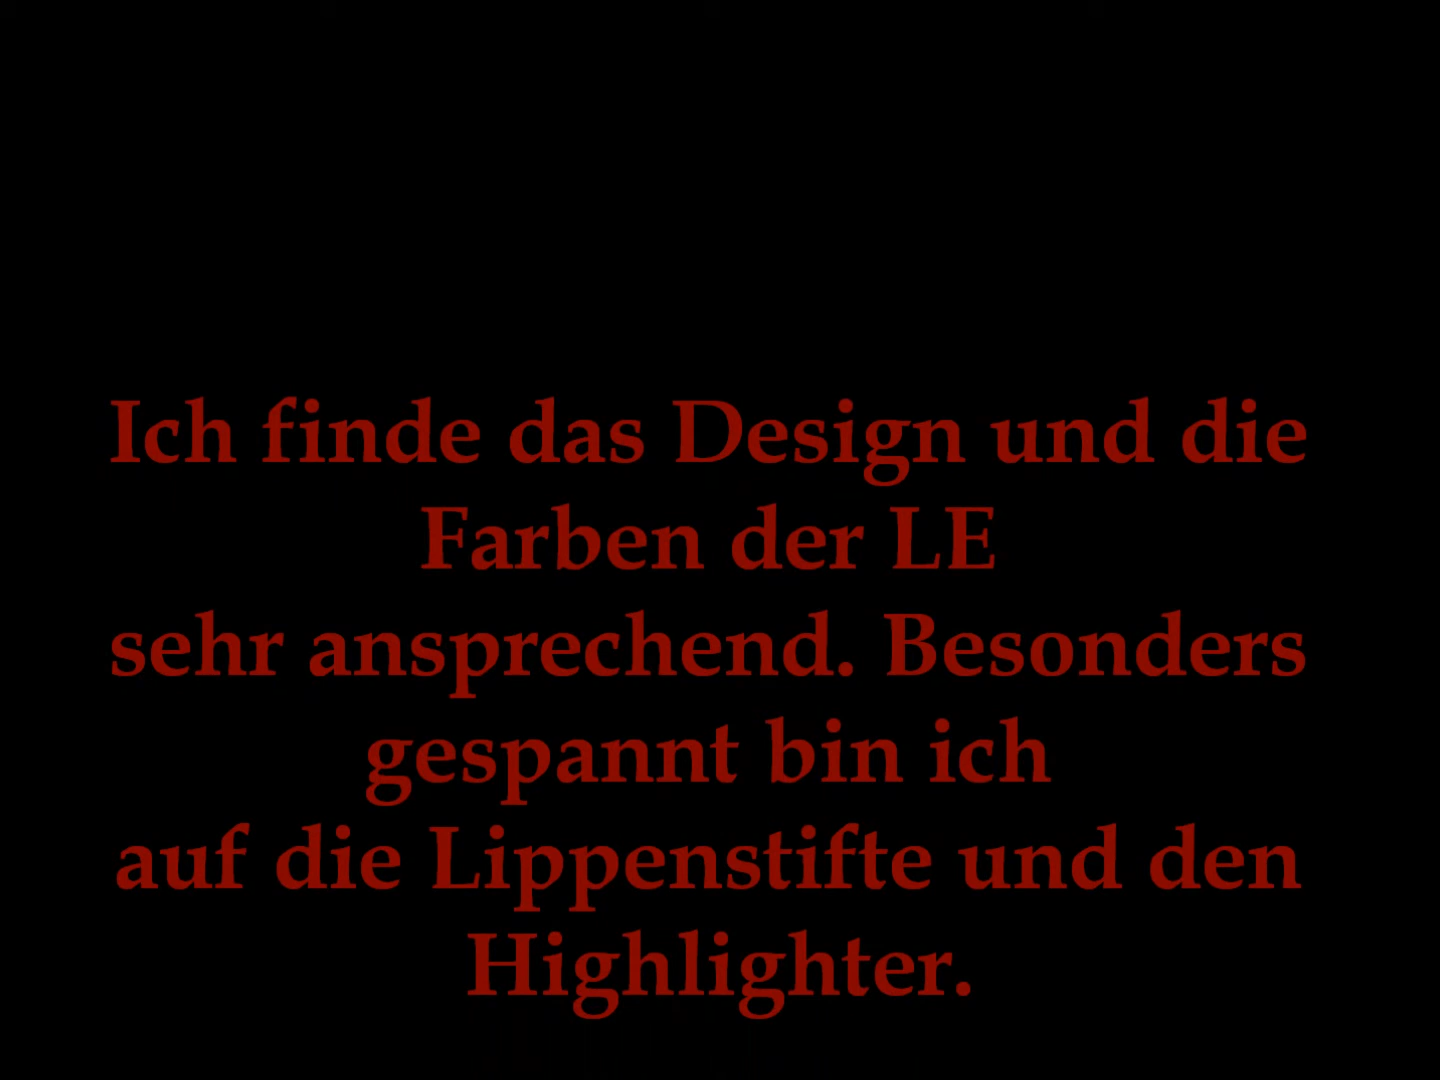 Ich finde das Design und die
Farben der LE
sehr ansprechend. Besonders
gespannt bin ich
auf die Lippenstifte und den
Highlighter.